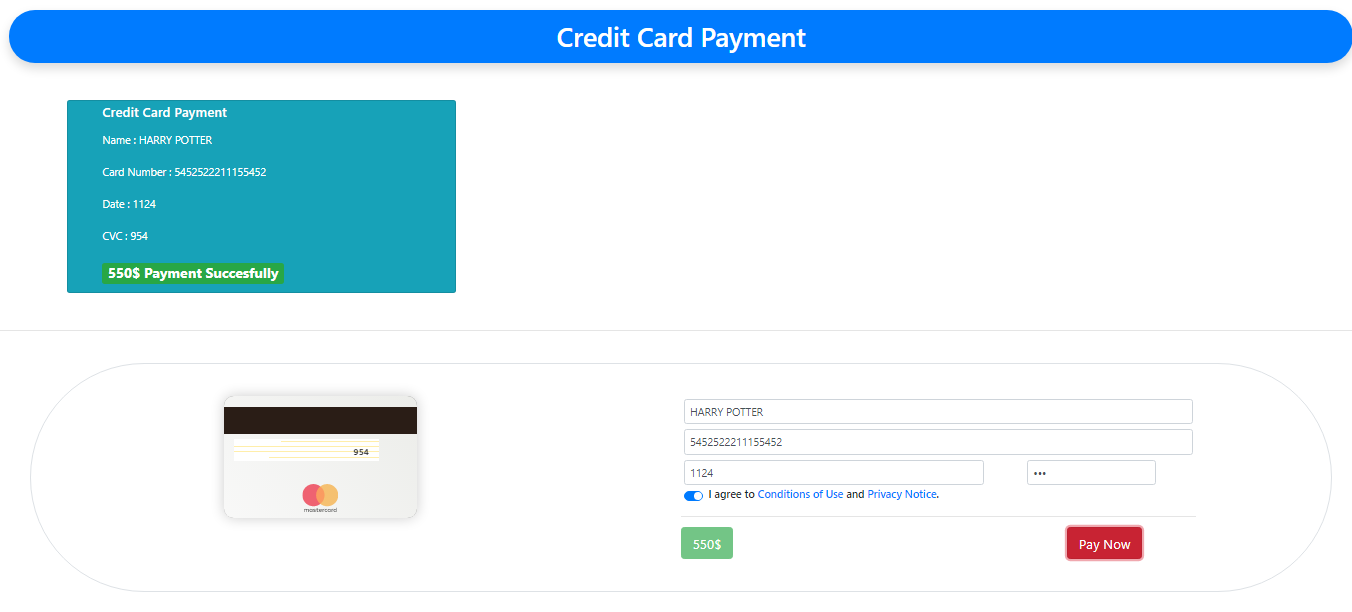 Credit Card Payment
Credit Card Payment
Name : HARRY POTTER
Card Number : 5452522211155452
Date : 1124
CVC : 954
550$ Payment Succesfully
954
mastercard
HARRY POTTER
5452522211155452
1124 •••
I agree to Conditions of Use and Privacy Notice.
550$ Pay Now